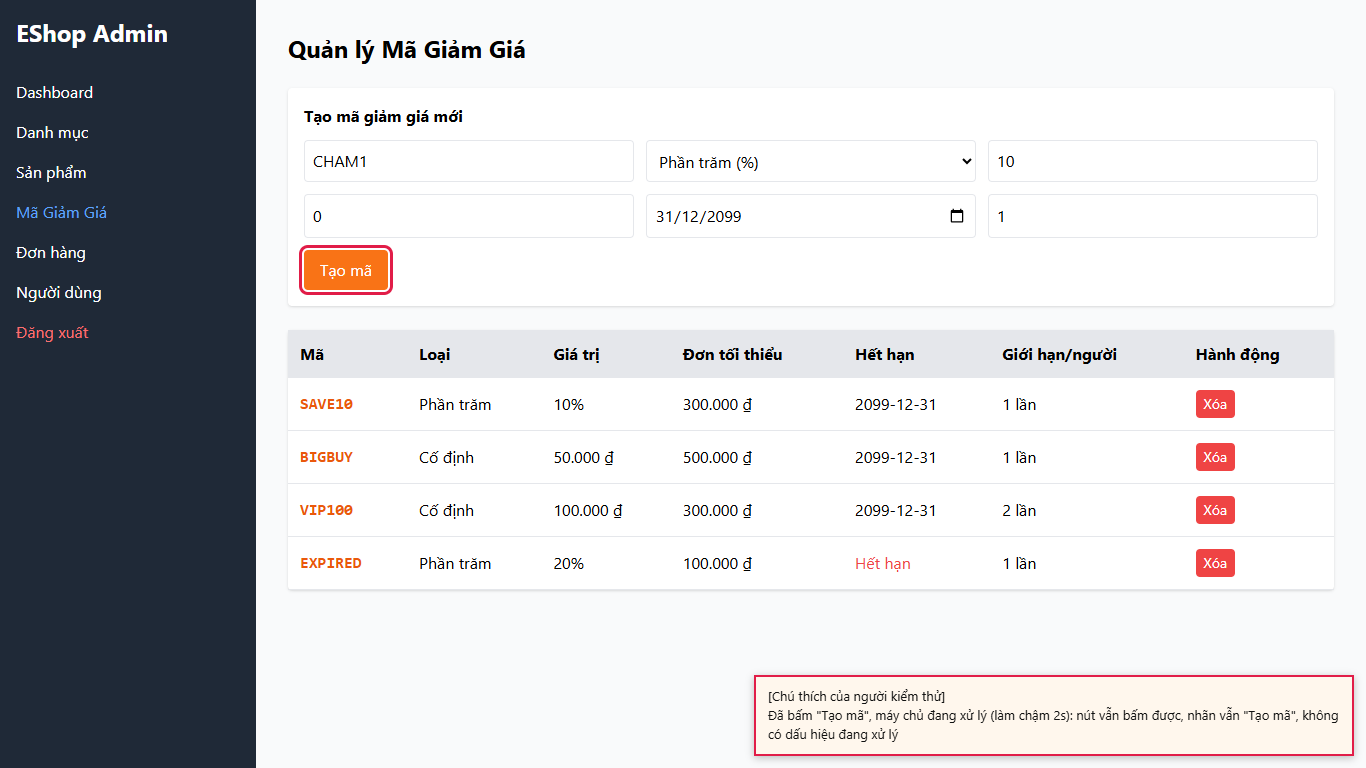 EShop Admin
Dashboard
Danh mục
Sản phẩm
Mã Giảm Giá
Đơn hàng
Người dùng
Đăng xuất
Quản lý Mã Giảm Giá
Tạo mã giảm giá mới
CHAM1 Phần trăm (%) 10
0 31/12/2099 1
Tạo mã
Mã Loại Giá trị Đơn tối thiểu Hết hạn Giới hạn/người Hành động
SAVE10 Phần trăm 10% 300.000 ₫ 2099-12-31 1 lần Xóa
BIGBUY Cố định 50.000 ₫ 500.000 ₫ 2099-12-31 1 lần Xóa
VIP100 Cố định 100.000 ₫ 300.000 ₫ 2099-12-31 2 lần Xóa
EXPIRED Phần trăm 20% 100.000 ₫ Hết hạn 1 lần Xóa
[Chú thích của người kiểm thử]
Đã bấm "Tạo mã", máy chủ đang xử lý (làm chậm 2s): nút vẫn bấm được, nhãn vẫn "Tạo mã", không
có dấu hiệu đang xử lý